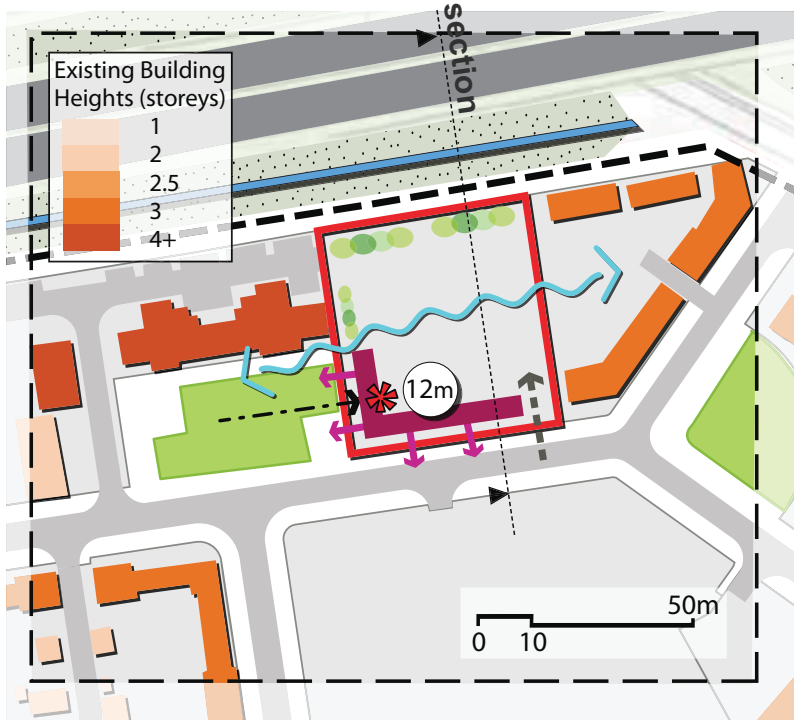 section
Existing Building
Heights (storeys)
1
2
2.5
3
4+
12m
50m
0 10